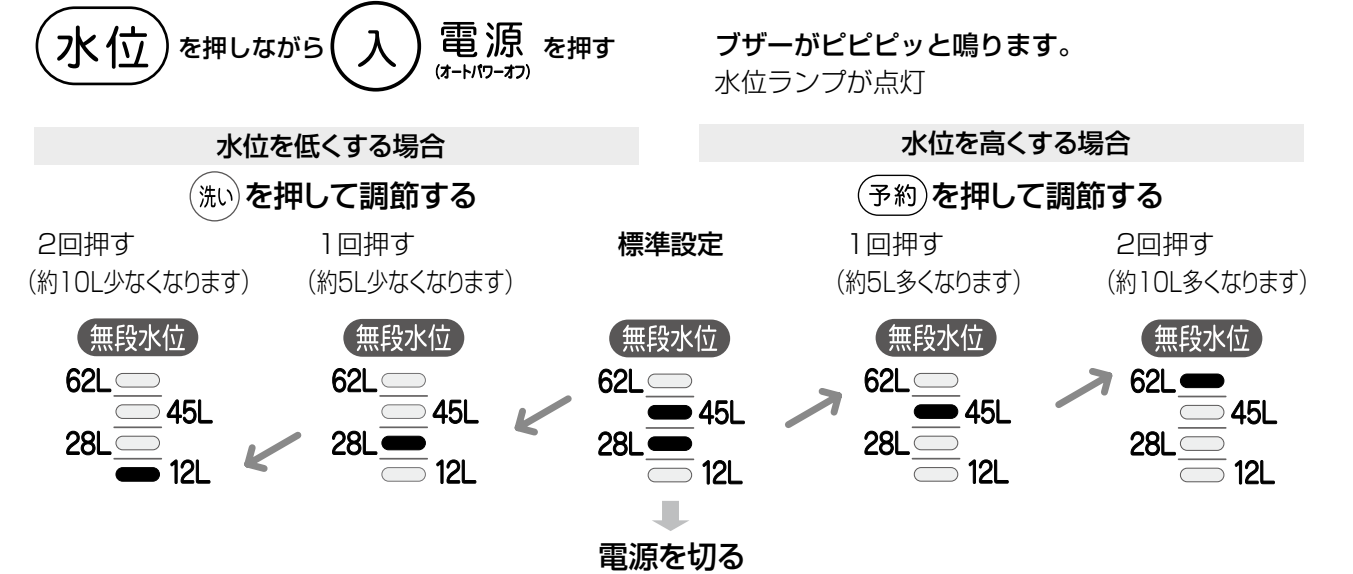 水位 を押しながら 入 電源 を押す
(オートパワーオフ)
ブザーがピピピッと鳴ります。
水位ランプが点灯
水位を低くする場合
洗い を押して調節する
水位を高くする場合
予約 を押して調節する
2回押す
(約10L少なくなります)
1回押す
(約5L少なくなります)
標準設定
1回押す
(約5L多くなります)
2回押す
(約10L多くなります)
無段水位
62L
45L
28L
12L
無段水位
62L
45L
28L
12L
無段水位
62L
45L
28L
12L
無段水位
62L
45L
28L
12L
無段水位
62L
45L
28L
12L
電源を切る